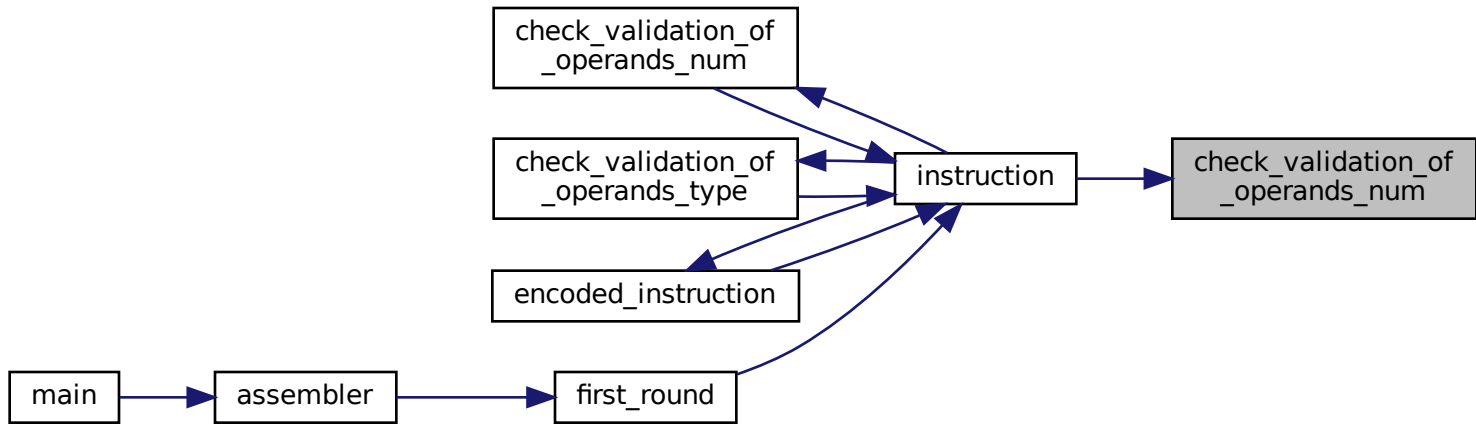 check_validation_of
_operands_num
check_validation_of
_operands_type
instruction
check_validation_of
_operands_num
encoded_instruction
main
assembler
first_round